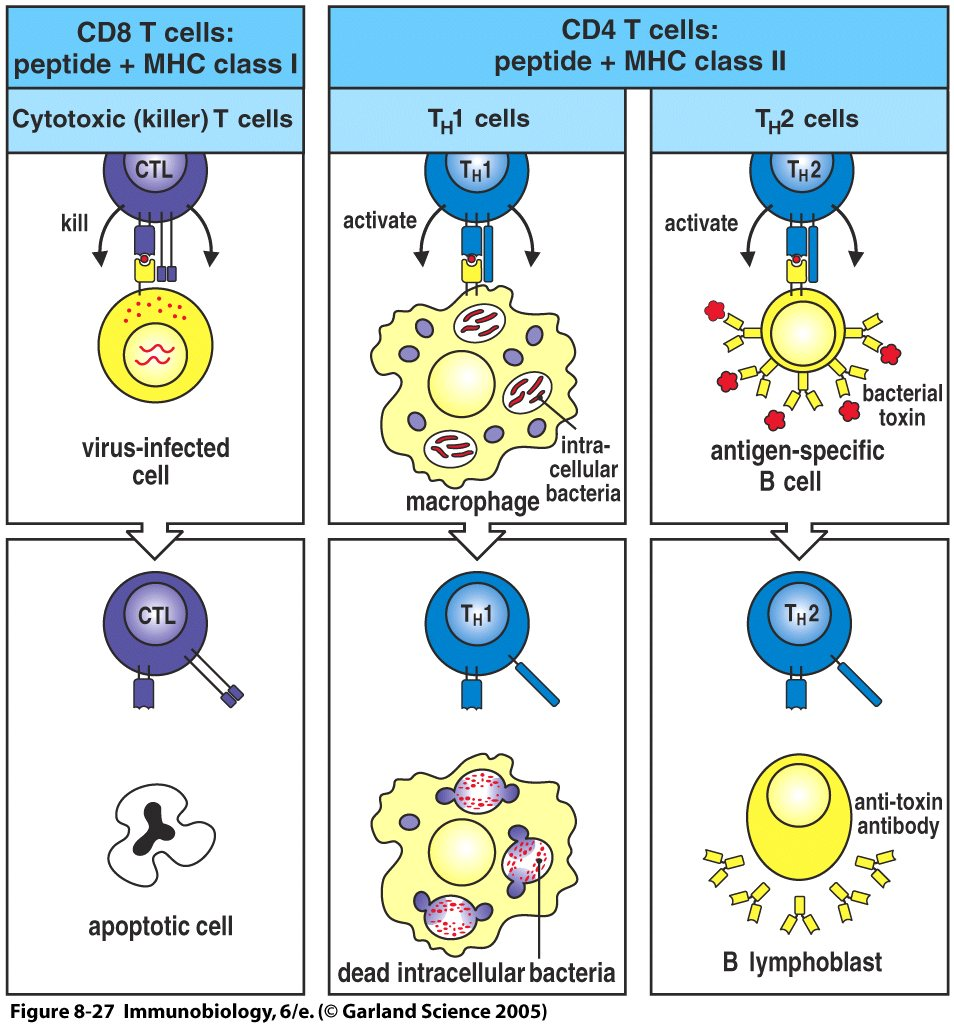 CD8 T cells:
peptide + MHC class I
CD4 T cells:
peptide + MHC class II
Cytotoxic (killer) T cells
TH1 cells
TH2 cells
CTL
kill
virus-infected
cell
TH1
activate
intra-
cellular
bacteria
macrophage
TH2
activate
bacterial
toxin
antigen-specific
B cell
CTL
apoptotic cell
TH1
dead intracellular bacteria
TH2
anti-toxin
antibody
B lymphoblast
Figure 8-27 Immunobiology, 6/e. (© Garland Science 2005)